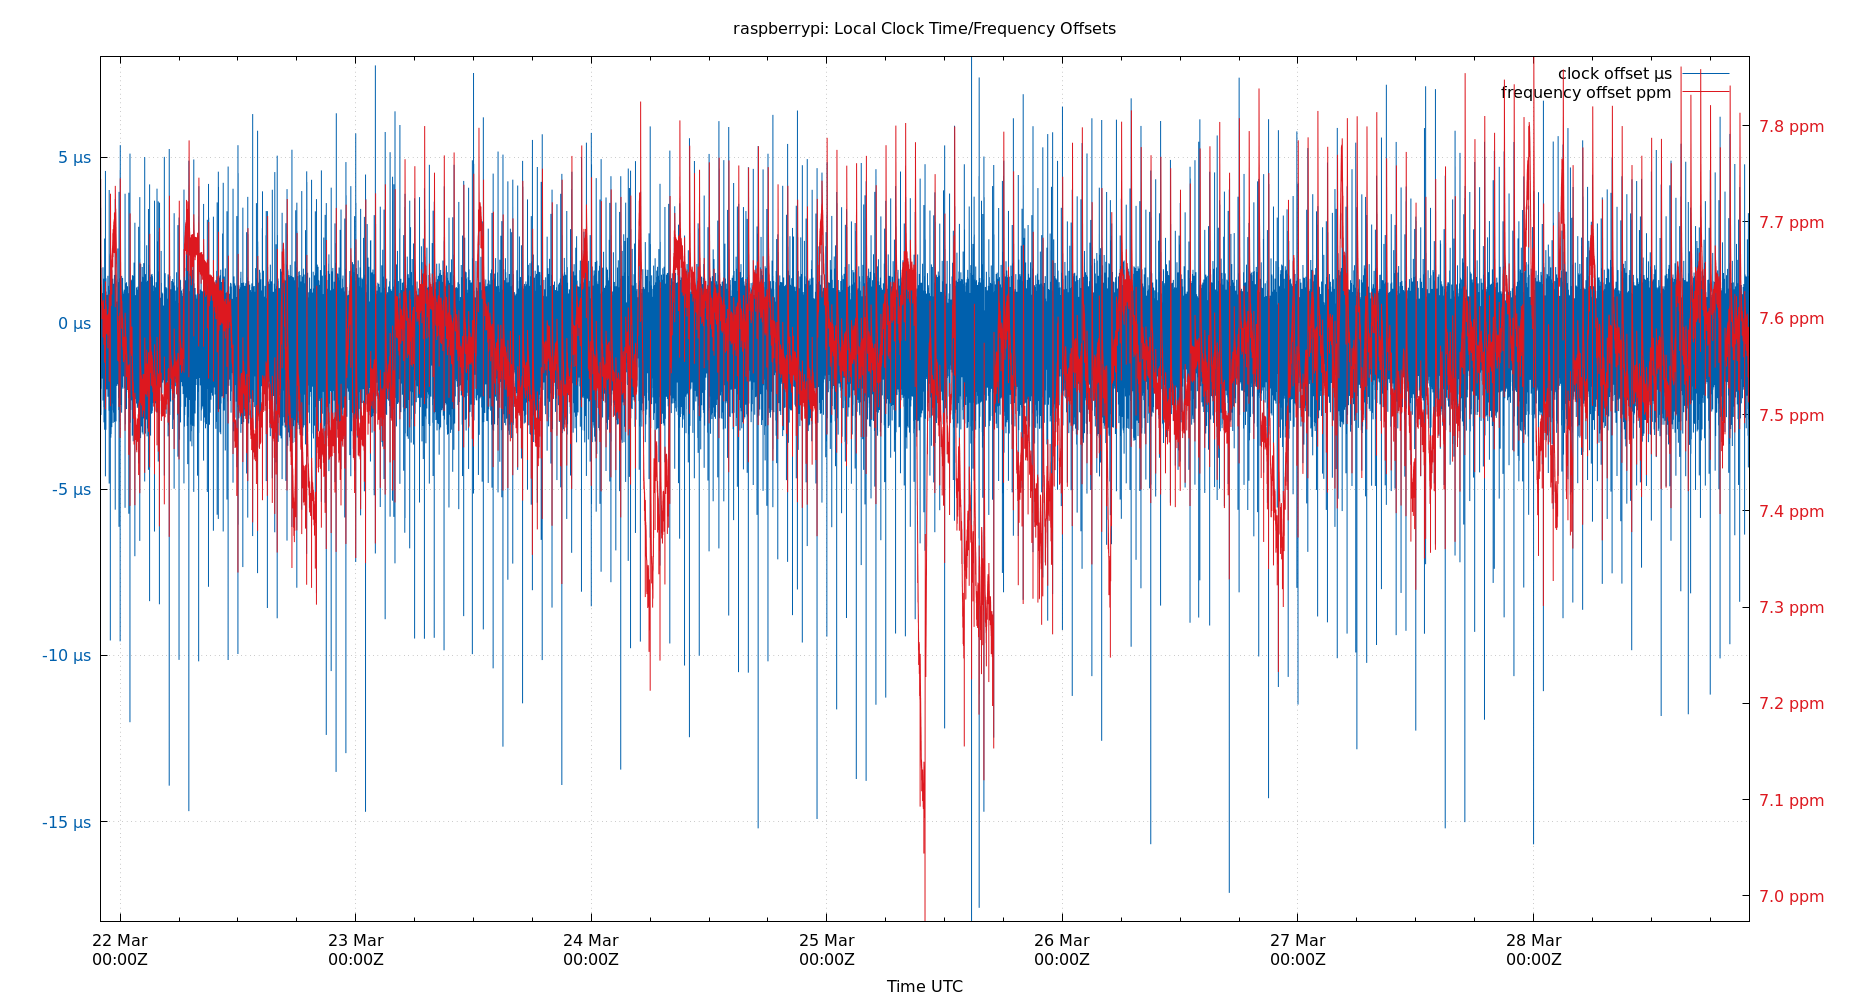 raspberrypi: Local Clock Time/Frequency Offsets
clock offset µs
frequency offset ppm
5 µs
0 µs
-5 µs
-10 µs
-15 µs
7.8 ppm
7.7 ppm
7.6 ppm
7.5 ppm
7.4 ppm
7.3 ppm
7.2 ppm
7.1 ppm
7.0 ppm
22 Mar
00:00Z
23 Mar
00:00Z
24 Mar
00:00Z
25 Mar
00:00Z
26 Mar
00:00Z
27 Mar
00:00Z
28 Mar
00:00Z
Time UTC